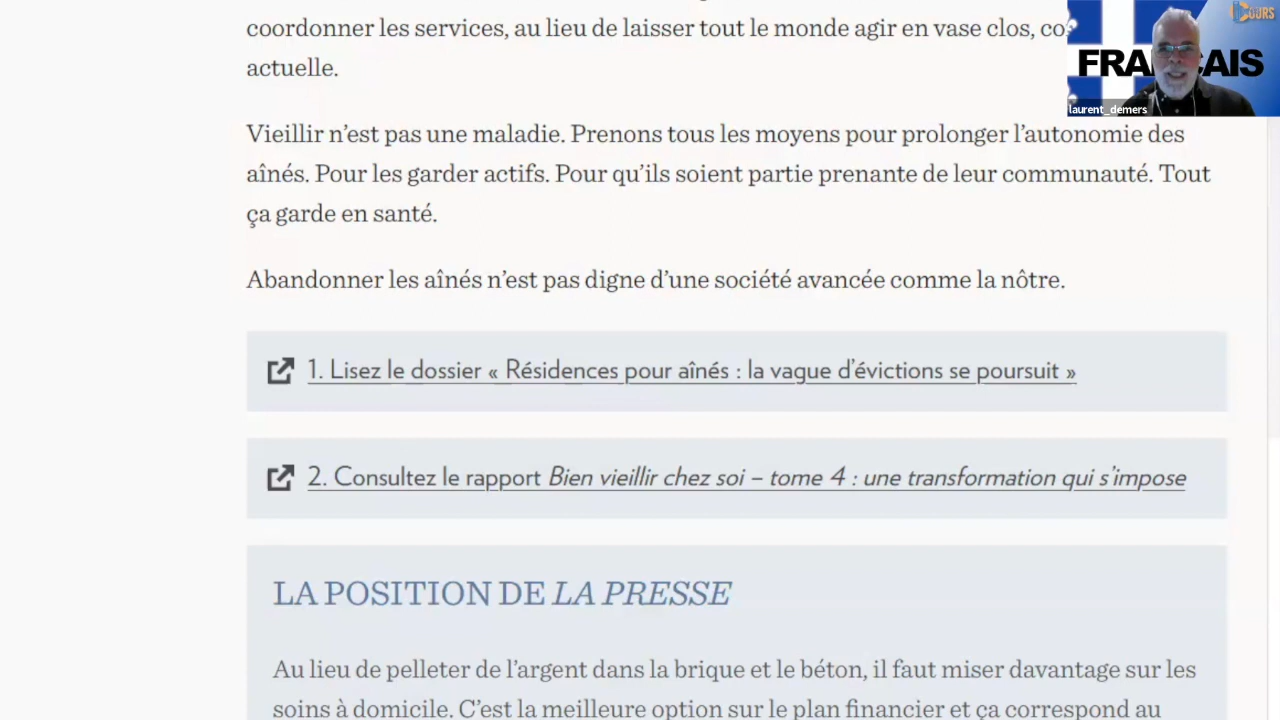 coordonner les services, au lieu de laisser tout le monde agir en vase clos,
actuelle.
Vieillir n’est pas une maladie. Prenons tous les moyens pour prolonger l’autonomie des
aînés. Pour les garder actifs. Pour qu’ils soient partie prenante de leur communauté. Tout
ça garde en santé.
Abandonner les aînés n’est pas digne d’une société avancée comme la nôtre.
1. Lisez le dossier « Résidences pour aînés : la vague d’évictions se poursuit »
2. Consultez le rapport Bien vieillir chez soi – tome 4 : une transformation qui s’impose
LA POSITION DE LA PRESSE
Au lieu de pelleter de l’argent dans la brique et le béton, il faut miser davantage sur les
soins à domicile. C’est la meilleure option sur le plan financier et ça correspond au
laurent_demers